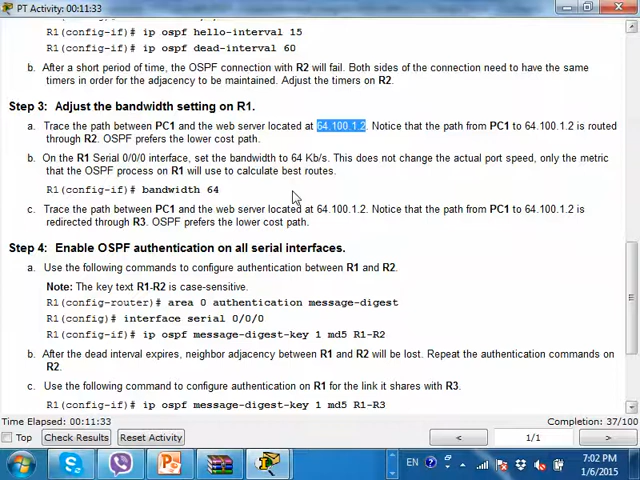 PT Activity: 00:11:33
R1(config-if)# ip ospf hello-interval 15
R1(config-if)# ip ospf dead-interval 60
b. After a short period of time, the OSPF connection with R2 will fail. Both sides of the connection need to have the same
timers in order for the adjacency to be maintained. Adjust the timers on R2.
Step 3: Adjust the bandwidth setting on R1.
a. Trace the path between PC1 and the web server located at 64.100.1.2. Notice that the path from PC1 to 64.100.1.2 is routed
through R2. OSPF prefers the lower cost path.
b. On the R1 Serial 0/0/0 interface, set the bandwidth to 64 Kb/s. This does not change the actual port speed, only the metric
that the OSPF process on R1 will use to calculate best routes.
R1(config-if)# bandwidth 64
c. Trace the path between PC1 and the web server located at 64.100.1.2. Notice that the path from PC1 to 64.100.1.2 is
redirected through R3. OSPF prefers the lower cost path.
Step 4: Enable OSPF authentication on all serial interfaces.
a. Use the following commands to configure authentication between R1 and R2.
Note: The key text R1-R2 is case-sensitive.
R1(config-router)# area 0 authentication message-digest
R1(config)# interface serial 0/0/0
R1(config-if)# ip ospf message-digest-key 1 md5 R1-R2
b. After the dead interval expires, neighbor adjacency between R1 and R2 will be lost. Repeat the authentication commands on
R2.
c. Use the following command to configure authentication on R1 for the link it shares with R3.
R1(config-if)# ip ospf message-digest-key 1 md5 R1-R3
Time Elapsed: 00:11:33 Completion: 37/100
Top Check Results Reset Activity < 1/1 >
EN 7:02 PM
1/6/2015